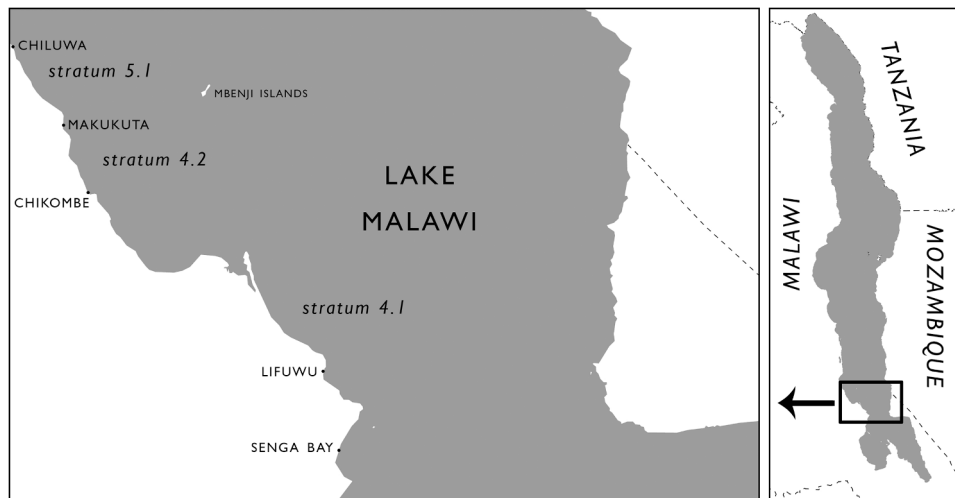 CHILUWA
stratum 5.1
MBENJI ISLANDS
MAKUKUTA
stratum 4.2
CHIKOMBE
LAKE
MALAWI
stratum 4.1
LIFUWU
SENGA BAY
TANZANIA
MALAWI
MOZAMBIQUE